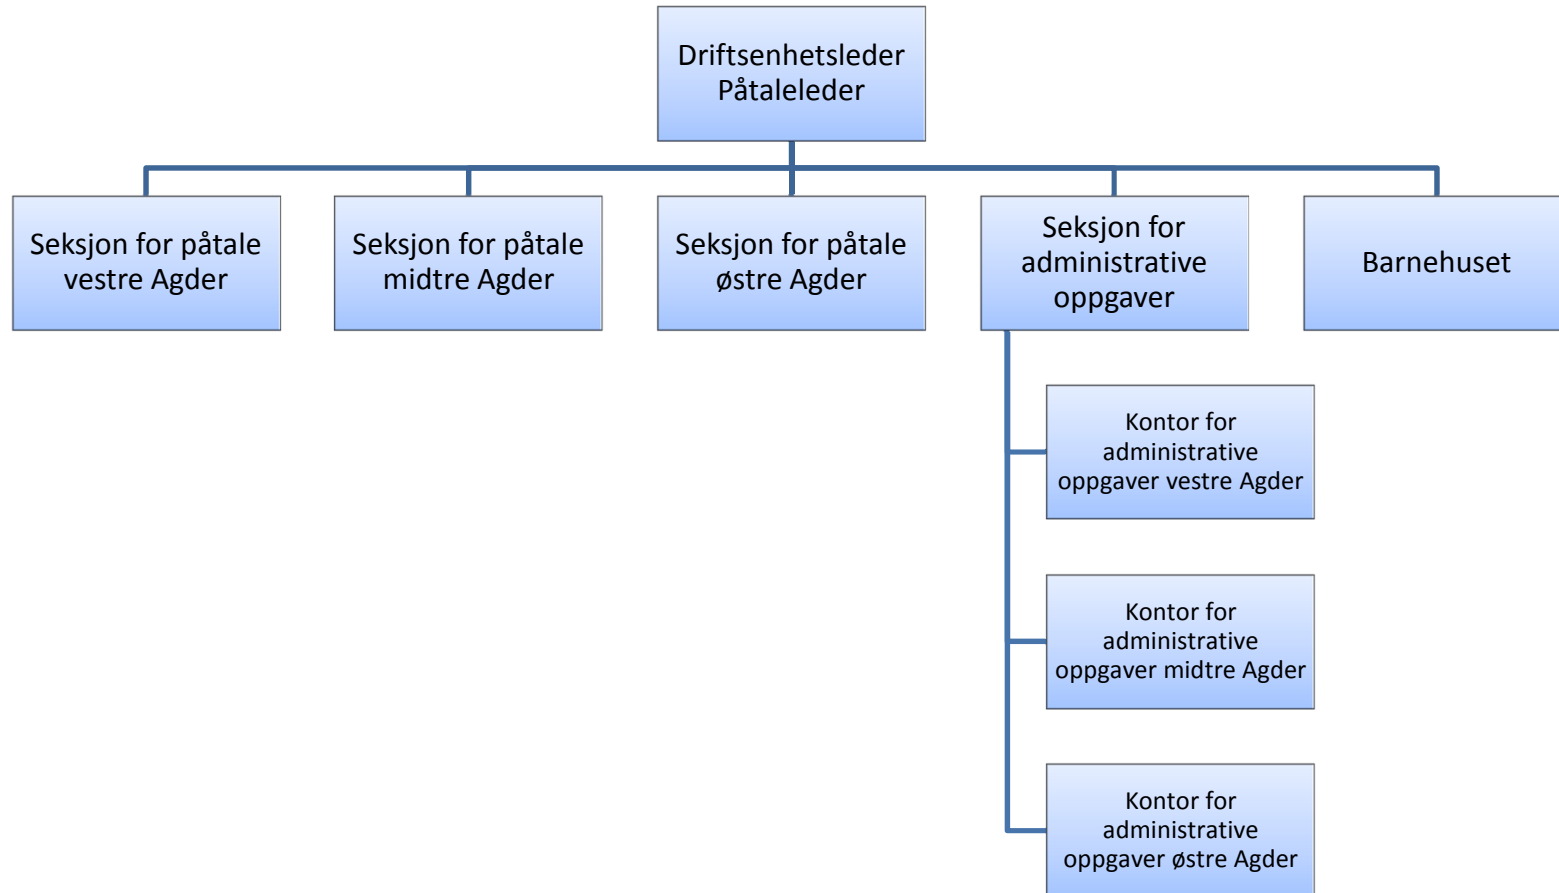 Driftsenhetsleder
Påtaleleder
Seksjon for påtale
vestre Agder
Seksjon for påtale
midtre Agder
Seksjon for påtale
østre Agder
Seksjon for
administrative
oppgaver
Barnehuset
Kontor for
administrative
oppgaver vestre Agder
Kontor for
administrative
oppgaver midtre Agder
Kontor for
administrative
oppgaver østre Agder